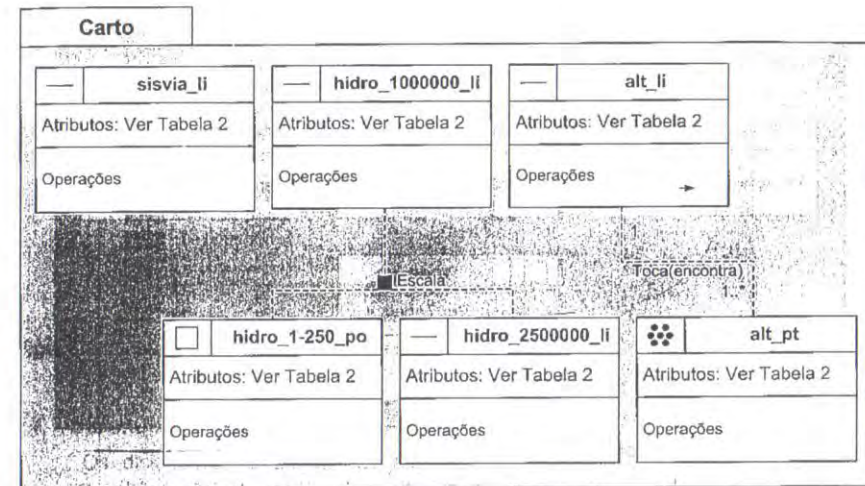 Carto
sisvia_li
Atributos: Ver Tabela 2
Operações
hidro_1000000_li
Atributos: Ver Tabela 2
Operações
alt_li
Atributos: Ver Tabela 2
Operações
1
Escala
Toca(encontra)
1..*
hidro_1-250_po
Atributos: Ver Tabela 2
Operações
hidro_2500000_li
Atributos: Ver Tabela 2
Operações
alt_pt
Atributos: Ver Tabela 2
Operações